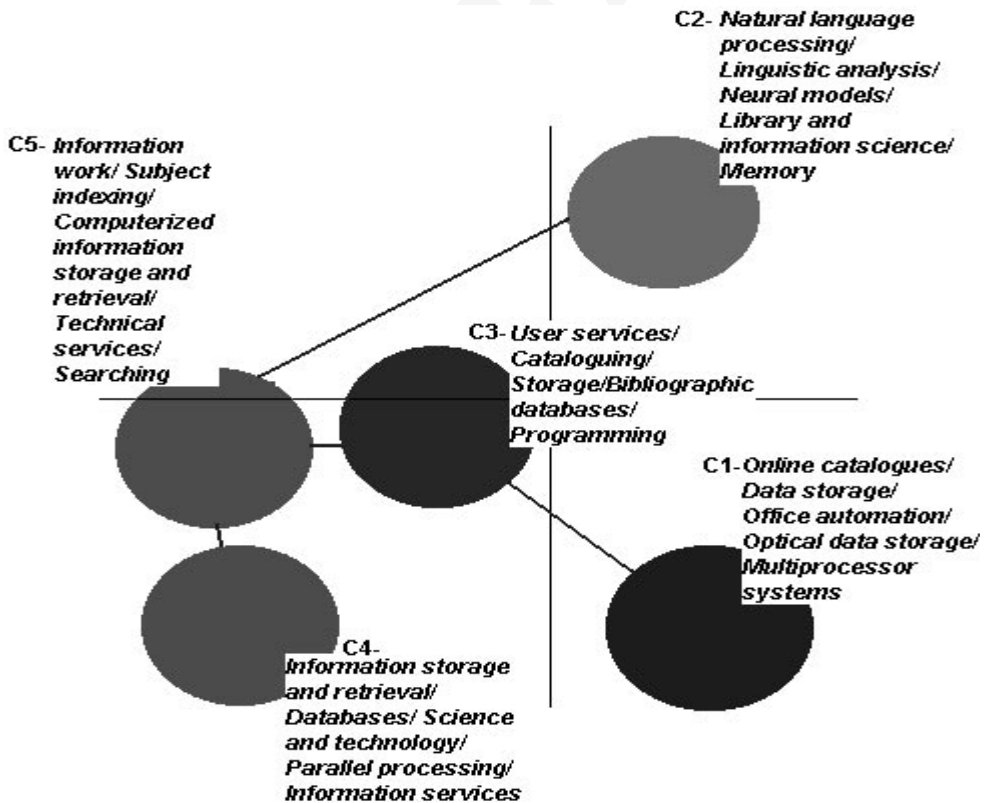 C2- Natural language
processing/
Linguistic analysis/
Neural models/
Library and
information science/
Memory
C5- Information
work/ Subject
indexing/
Computerized
information
storage and
retrieval/
Technical
services/
Searching
C3- User services/
Cataloguing/
Storage/Bibliographic
databases/
Programming
C1- Online catalogues/
Data storage/
Office automation/
Optical data storage/
Multiprocessor
systems
C4-
Information storage
and retrieval/
Databases/ Science
and technology/
Parallel processing/
Information services